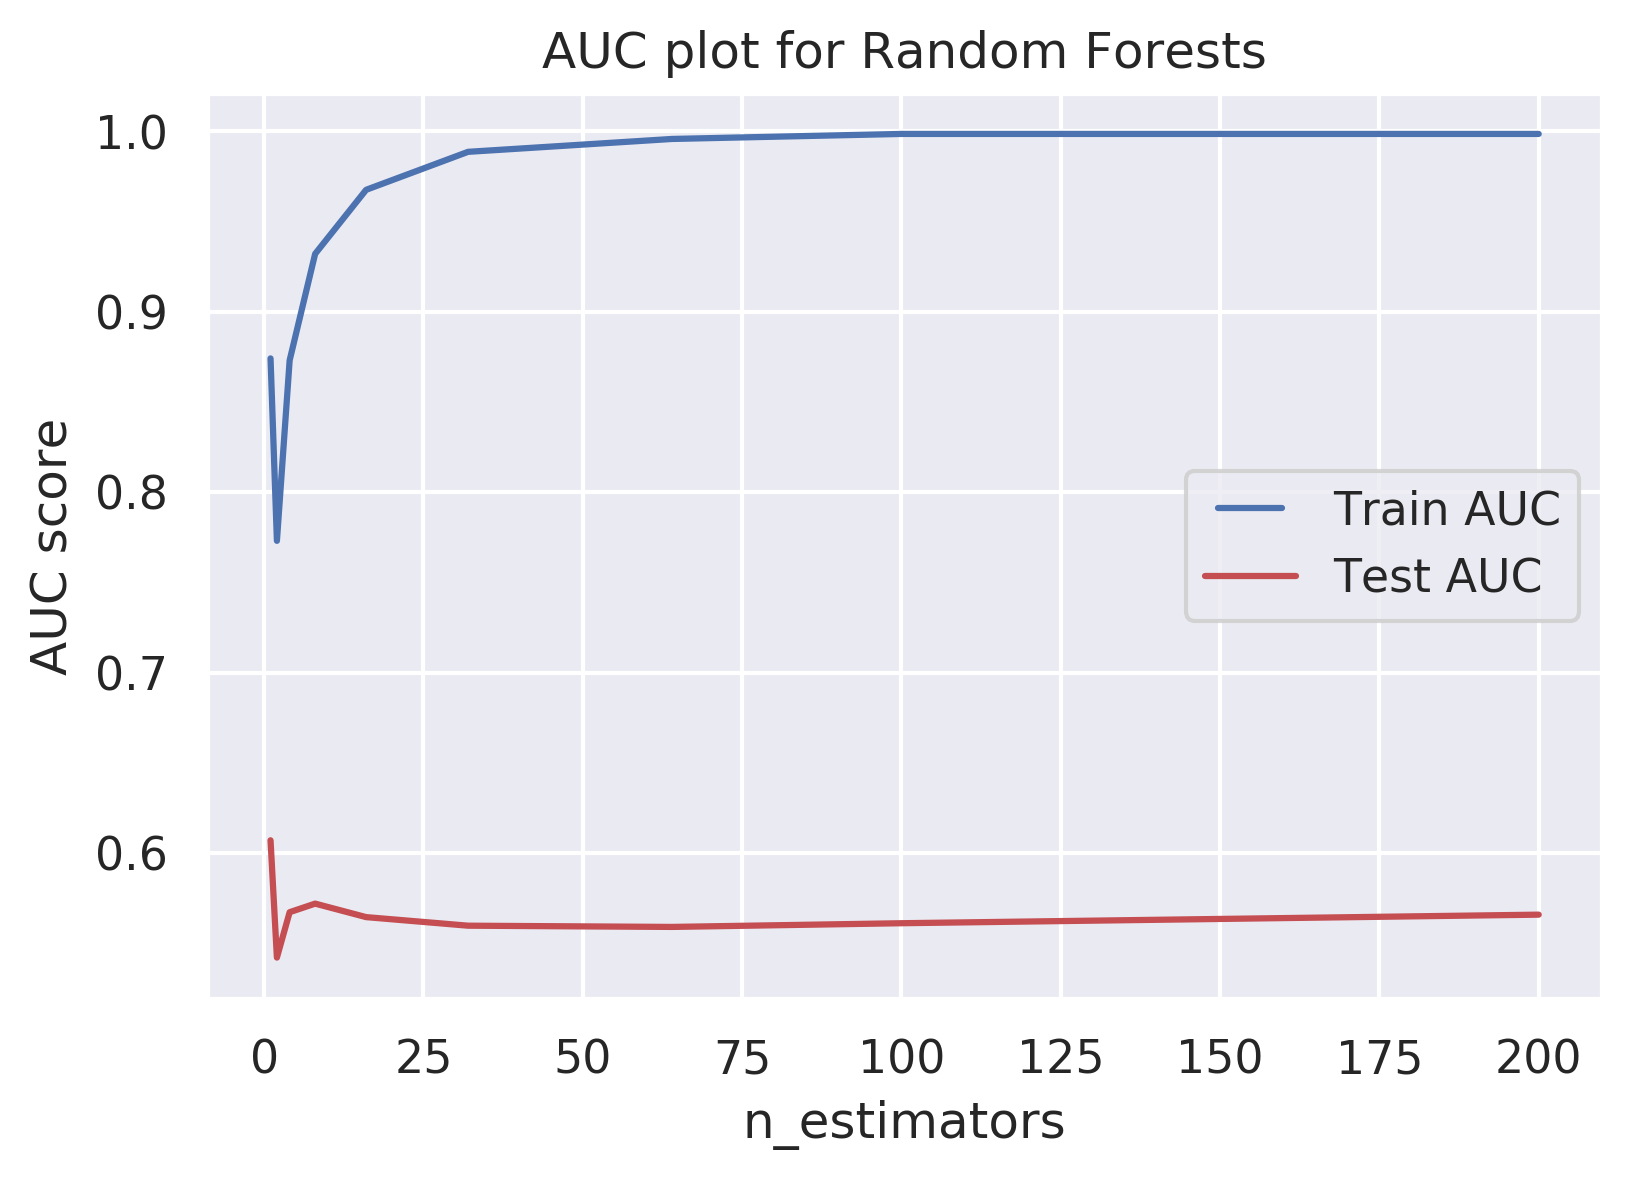 AUC plot for Random Forests
1.0
0.9
0.8
0.7
0.6
AUC score
Train AUC
Test AUC
0 25 50 75 100 125 150 175 200
n_estimators